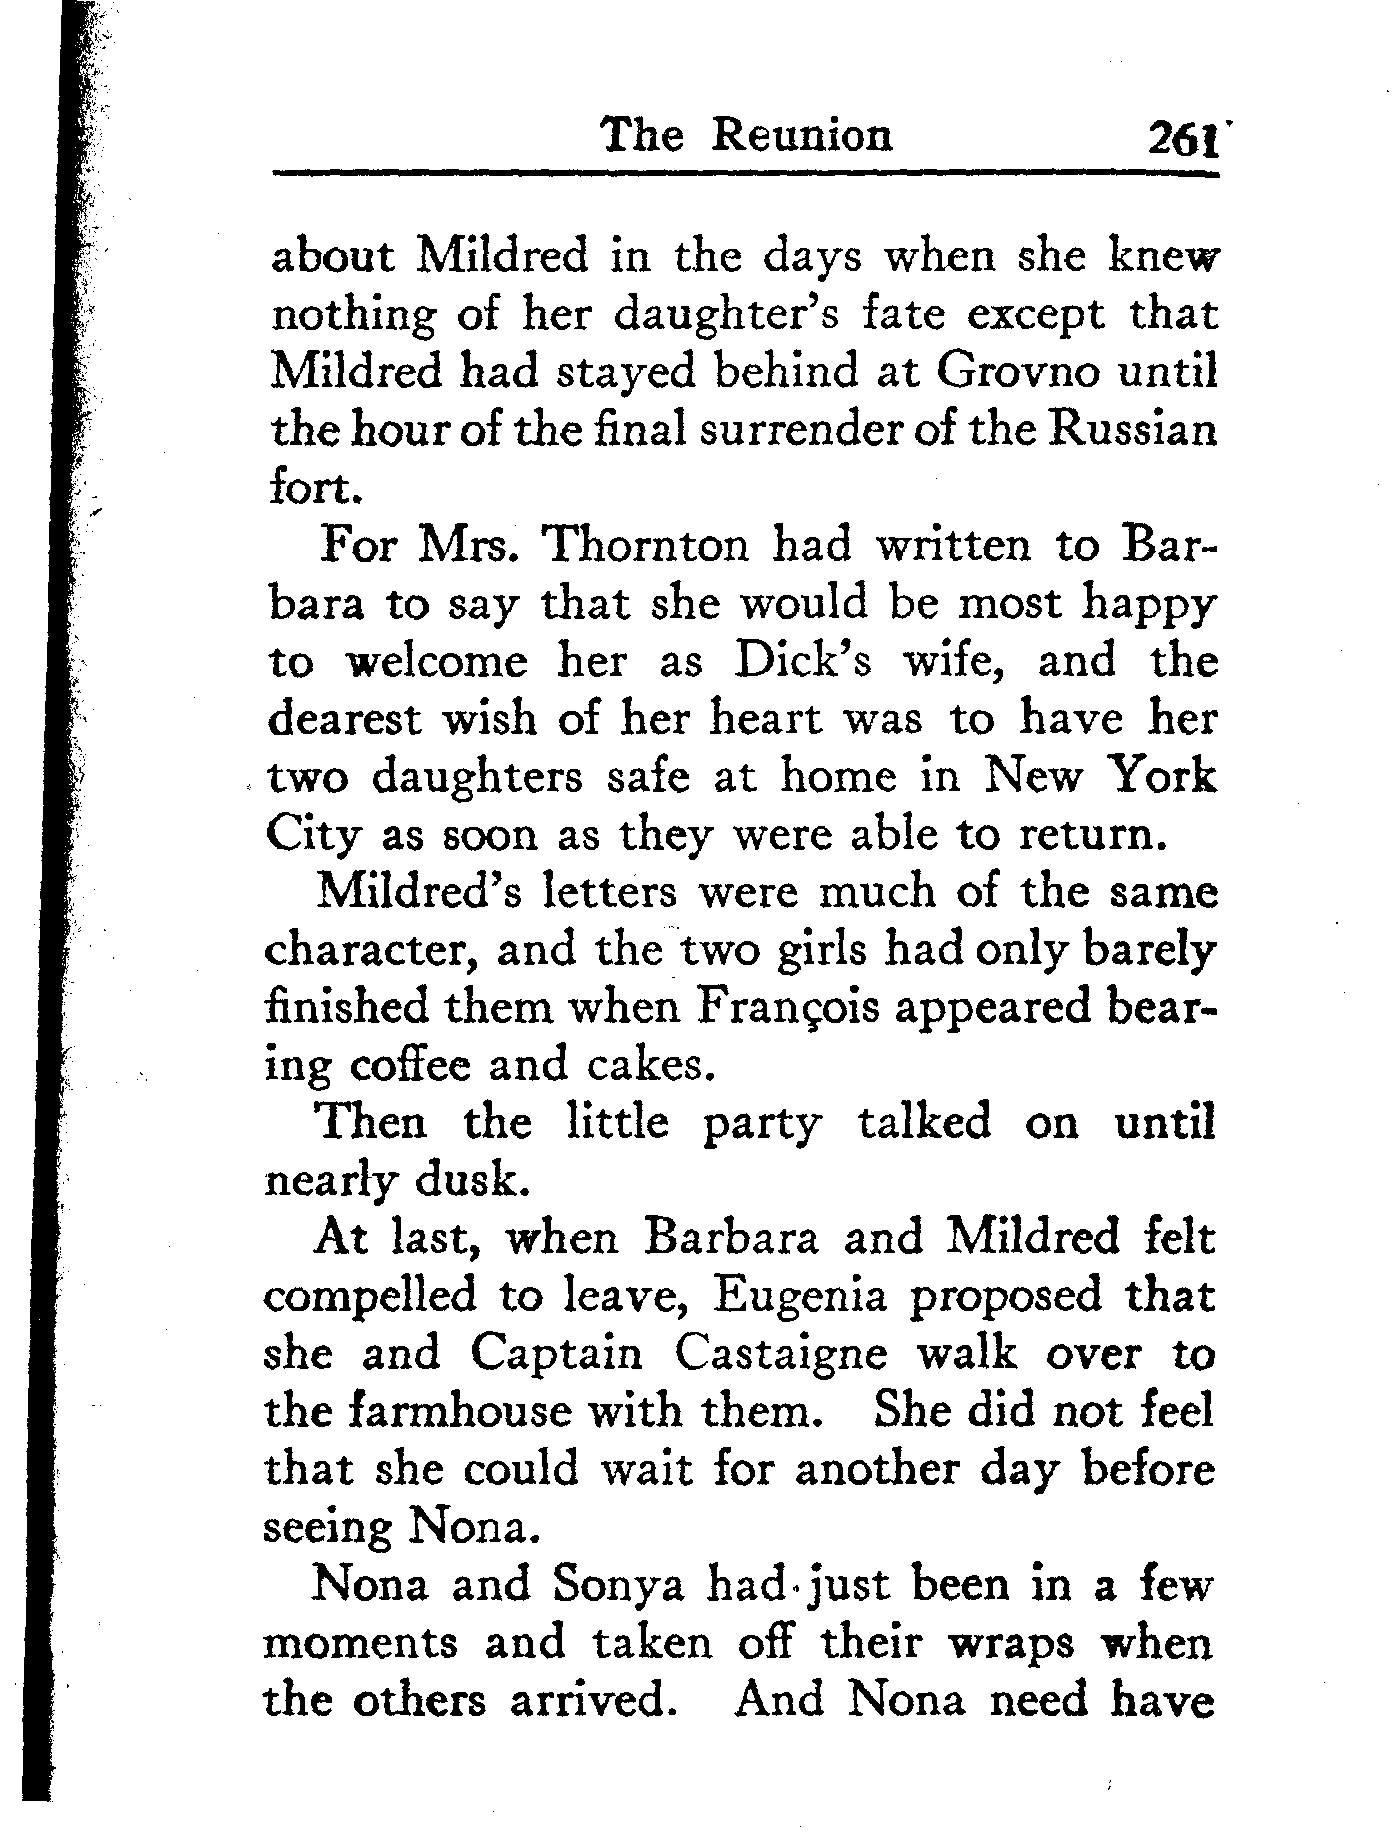 The Reunion 261
about Mildred in the days when she knew
nothing of her daughter's fate except that
Mildred had stayed behind at Grovno until
the hour of the final surrender of the Russian
fort.
For Mrs. Thornton had written to Bar-
bara to say that she would be most happy
to welcome her as Dick's wife, and the
dearest wish of her heart was to have her
two daughters safe at home in New York
City as soon as they were able to return.
Mildred's letters were much of the same
character, and the two girls had only barely
finished them when François appeared bear-
ing coffee and cakes.
Then the little party talked on until
nearly dusk.
At last, when Barbara and Mildred felt
compelled to leave, Eugenia proposed that
she and Captain Castaigne walk over to
the farmhouse with them. She did not feel
that she could wait for another day before
seeing Nona.
Nona and Sonya had just been in a few
moments and taken off their wraps when
the others arrived. And Nona need have